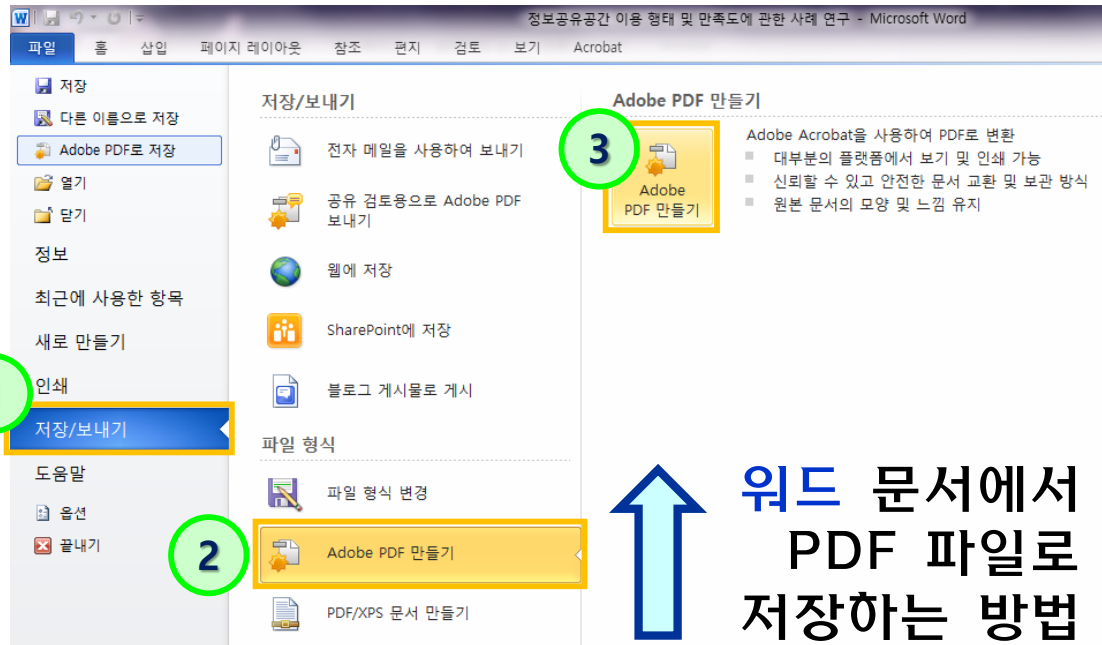 정보공유공간 이용 형태 및 만족도에 관한 사례 연구 - Microsoft Word
파일 홈 삽입 페이지 레이아웃 참조 편지 검토 보기 Acrobat
저장
다른 이름으로 저장
Adobe PDF로 저장
열기
닫기
정보
최근에 사용한 항목
새로 만들기
인쇄
저장/보내기
도움말
옵션
끝내기
저장/보내기
전자 메일을 사용하여 보내기
공유 검토용으로 Adobe PDF
보내기
웹에 저장
SharePoint에 저장
블로그 게시물로 게시
파일 형식
파일 형식 변경
2
Adobe PDF 만들기
PDF/XPS 문서 만들기
Adobe PDF 만들기
3
Adobe
PDF 만들기
Adobe Acrobat을 사용하여 PDF로 변환
대부분의 플랫폼에서 보기 및 인쇄 가능
신뢰할 수 있고 안전한 문서 교환 및 보관 방식
원본 문서의 모양 및 느낌 유지
워드 문서에서
PDF 파일로
저장하는 방법